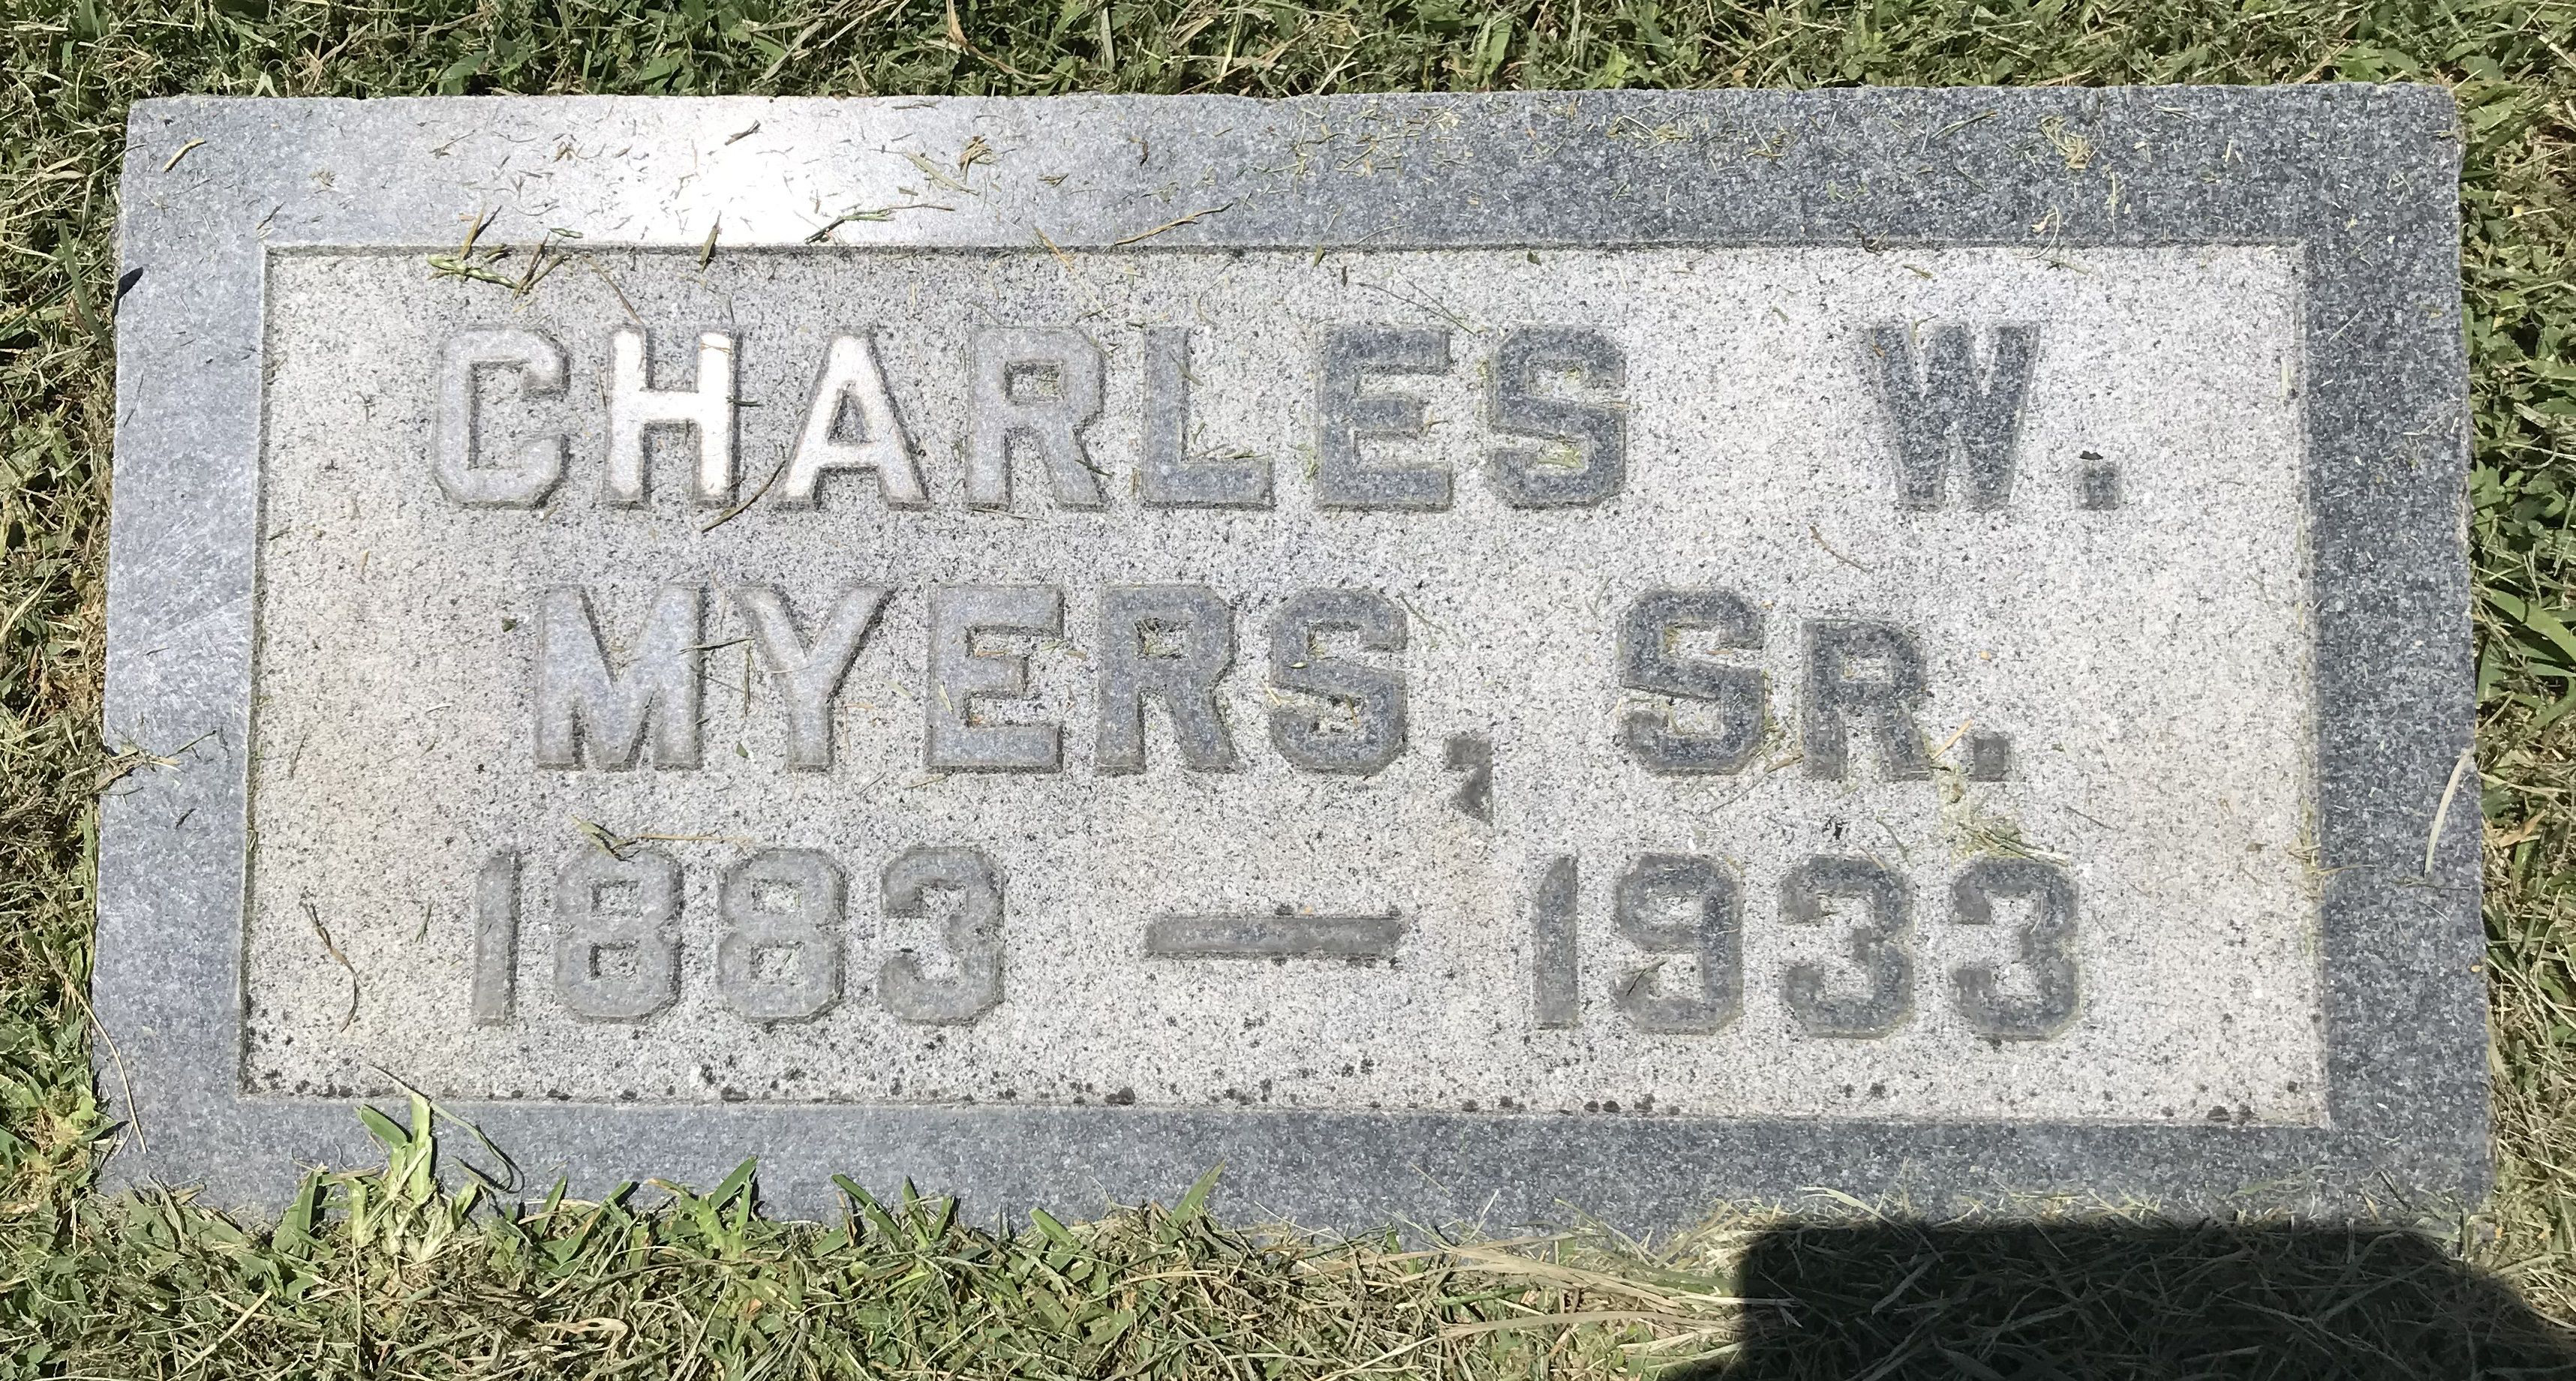 CHARLES W.
MYERS, SR.
1883 — 1933